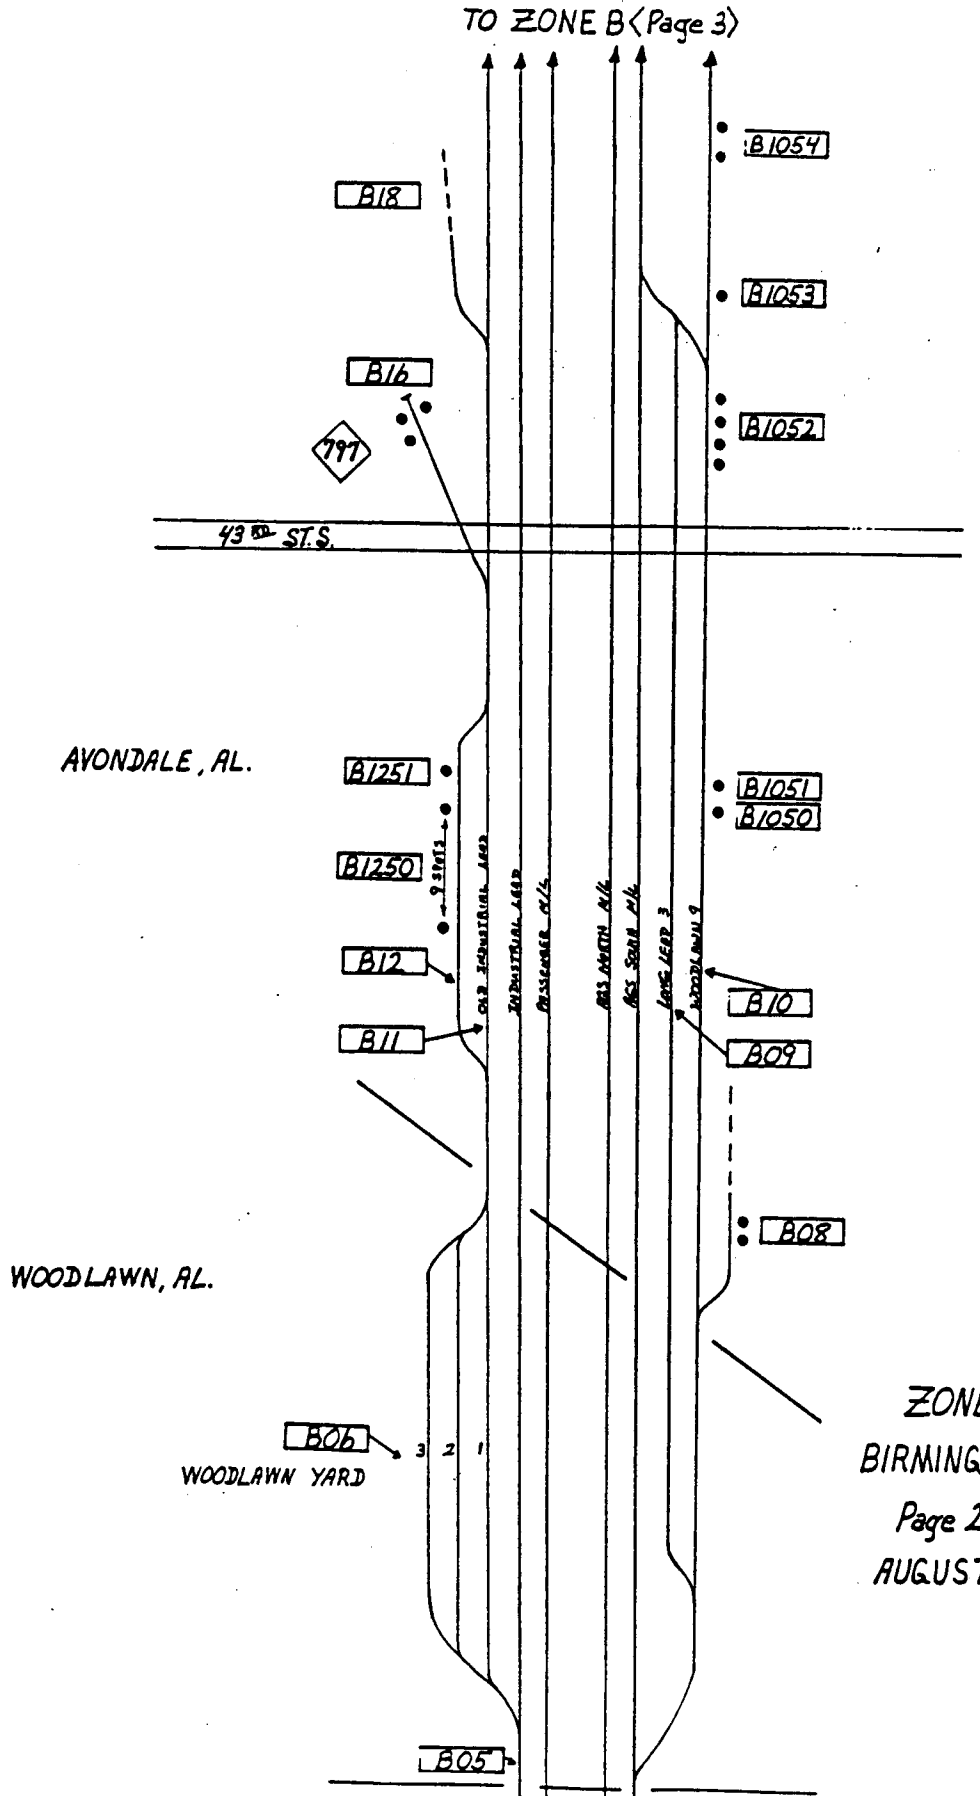 TO ZONE B <Page 3>
B1054
B18
B1053
B16
797
B1052
43RD ST. S.
AVONDALE, AL.
B1251
B1051
B1050
B1250
9 SPOTS
OLD INDUSTRIAL LEAD
INDUSTRIAL LEAD
PASSENGER M/L
AGS NORTH M/L
AGS SOUTH M/L
LONG LEAD 3
WOODLAWN 9
B12
B10
B11
B09
B08
WOODLAWN, AL.
ZONE
BIRMING
Page 2
AUGUST
B06
3 2 1
WOODLAWN YARD
B05